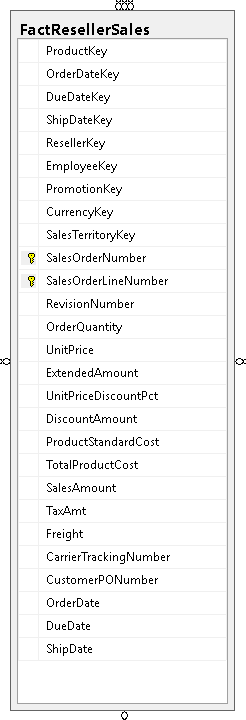 FactResellerSales
ProductKey
OrderDateKey
DueDateKey
ShipDateKey
ResellerKey
EmployeeKey
PromotionKey
CurrencyKey
SalesTerritoryKey
SalesOrderNumber
SalesOrderLineNumber
RevisionNumber
OrderQuantity
UnitPrice
ExtendedAmount
UnitPriceDiscountPct
DiscountAmount
ProductStandardCost
TotalProductCost
SalesAmount
TaxAmt
Freight
CarrierTrackingNumber
CustomerPONumber
OrderDate
DueDate
ShipDate